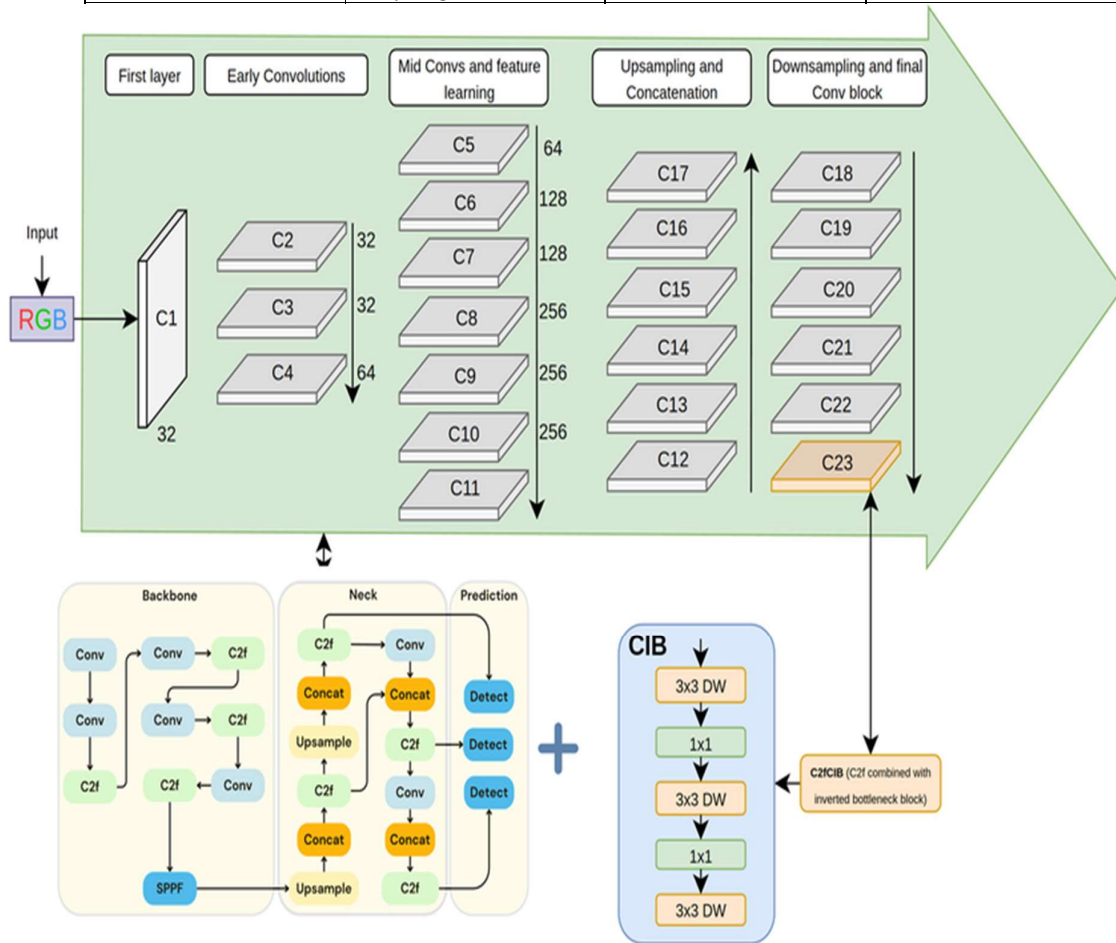 First layer
Early Convolutions
Mid Convs and feature
learning
Upsampling and
Concatenation
Downsampling and final
Conv block
Input
RGB
C1
32
C2
32
C3
32
C4
64
C5
64
C6
128
C7
128
C8
256
C9
256
C10
256
C11
C17
C16
C15
C14
C13
C12
C18
C19
C20
C21
C22
C23
Backbone
Conv
Conv
C2f
Conv
C2f
Conv
C2f
C2f
Conv
SPPF
Neck
C2f
Conv
Concat
Concat
Upsample
C2f
C2f
Conv
Concat
Concat
Upsample
C2f
Prediction
Detect
Detect
Detect
CIB
3x3 DW
1x1
3x3 DW
1x1
3x3 DW
C2fCIB (C2f combined with
inverted bottleneck block)